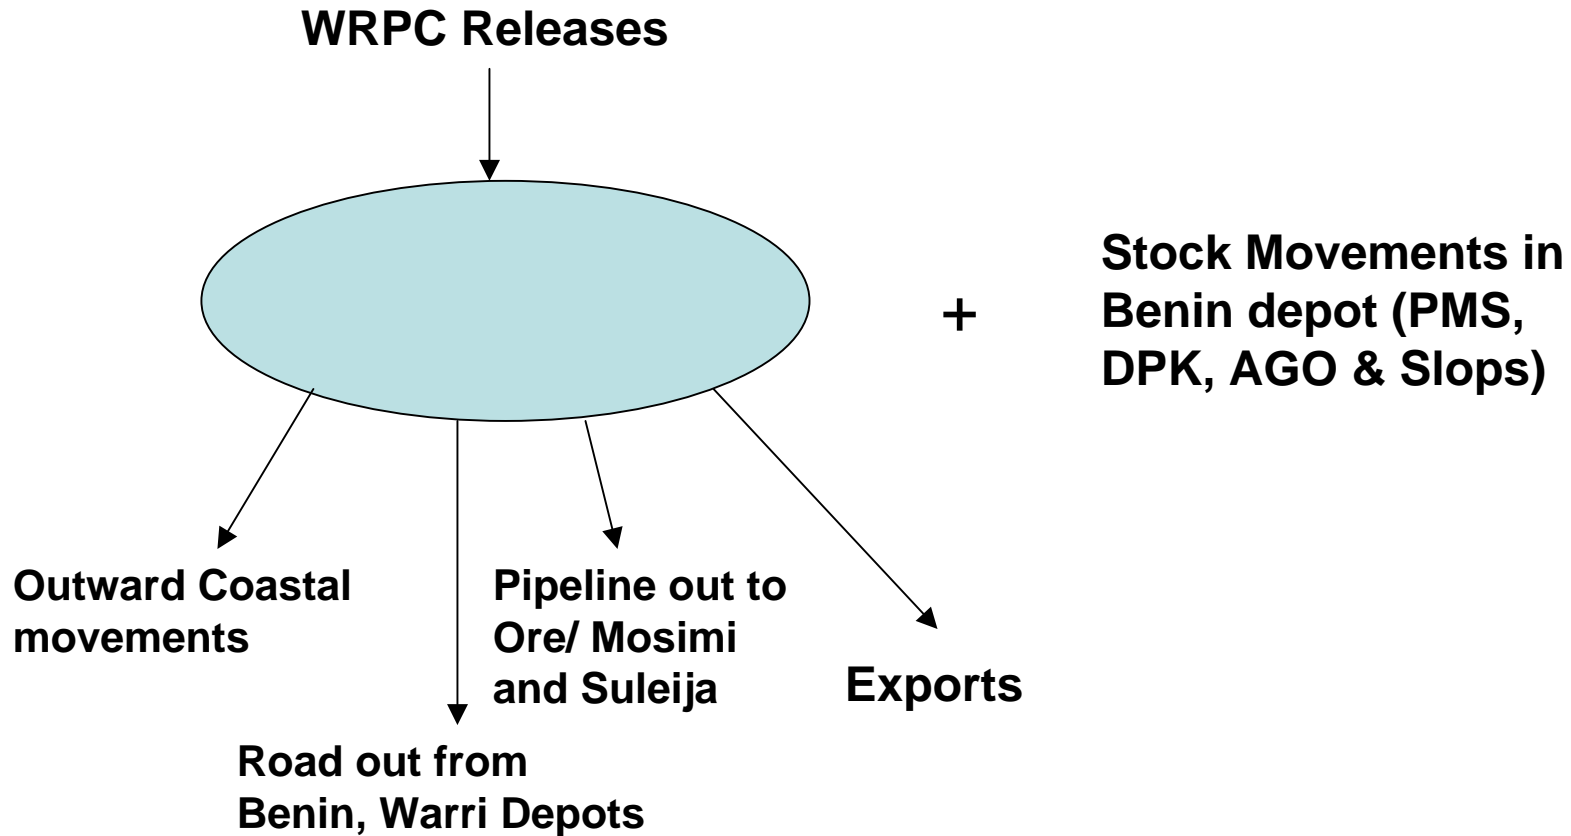 WRPC Releases
+
Stock Movements in
Benin depot (PMS,
DPK, AGO & Slops)
Outward Coastal
movements
Pipeline out to
Ore/ Mosimi
and Suleija
Exports
Road out from
Benin, Warri Depots